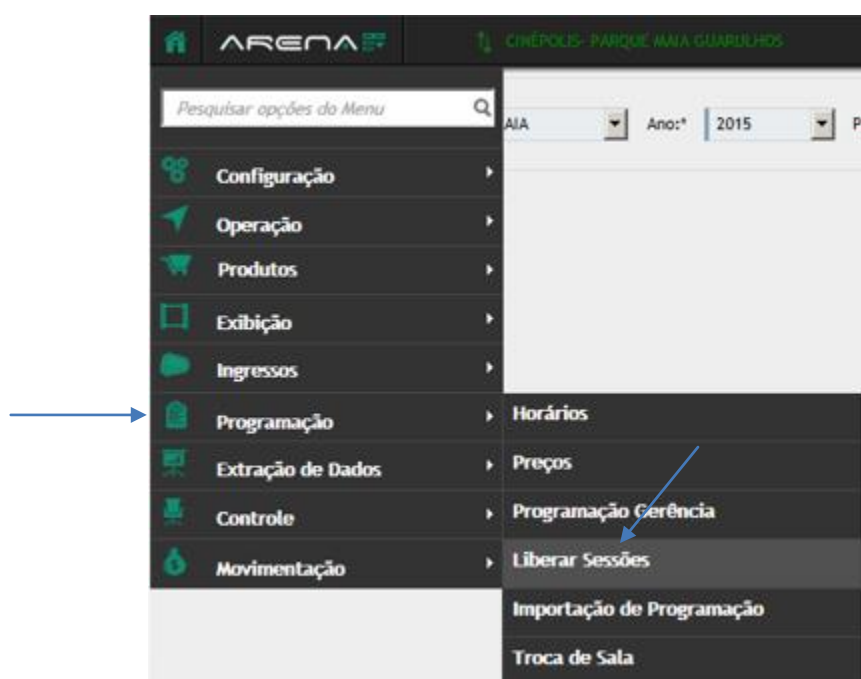 ARENA CINÉPOLIS- PARQUE MAIA GUARULHOS
Pesquisar opções do Menu
AIA Ano:* 2015 P
Configuração
Operação
Produtos
Exibição
Ingressos
Programação
Extração de Dados
Controle
Movimentação
Horários
Preços
Programação Gerência
Liberar Sessões
Importação de Programação
Troca de Sala